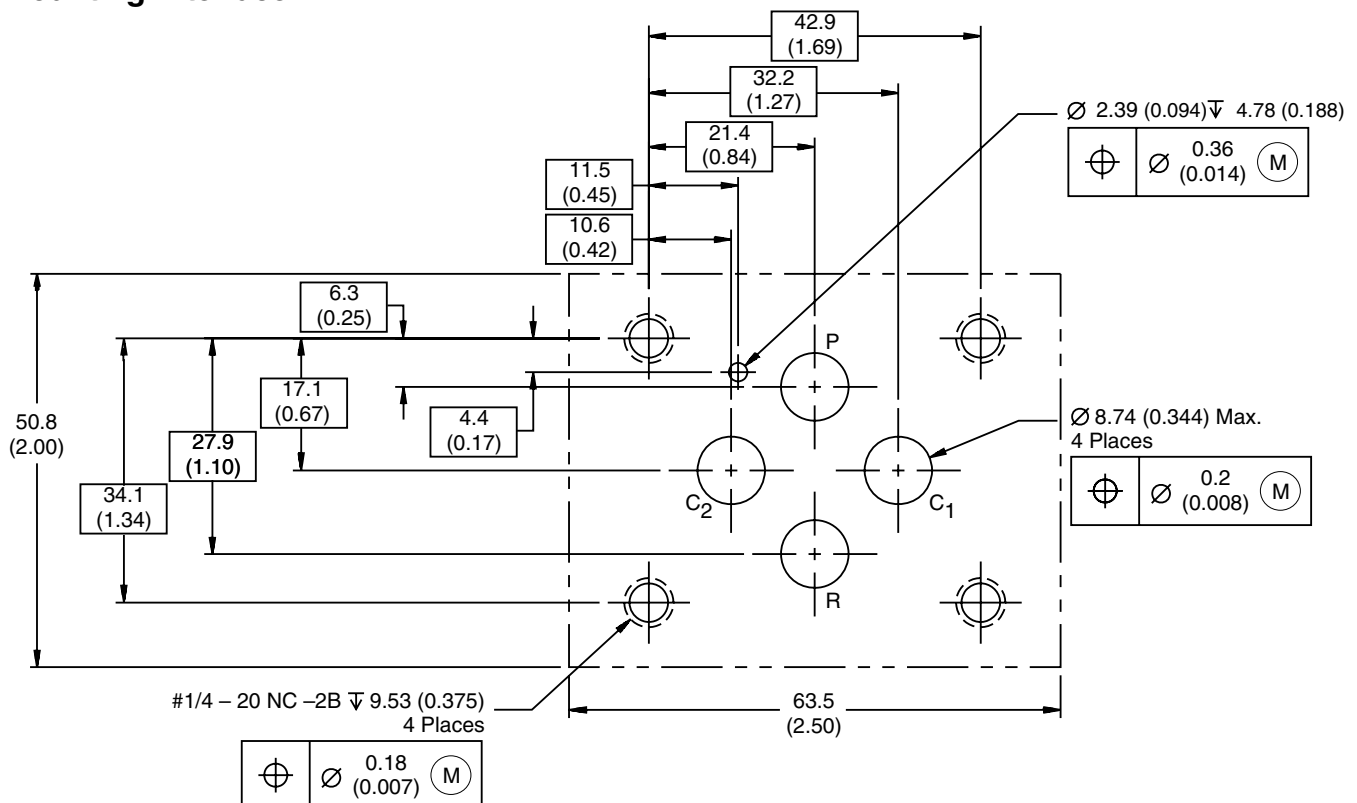 42.9
(1.69)
32.2
(1.27)
Ø 2.39 (0.094)↧ 4.78 (0.188)
21.4
(0.84)
⌖ Ø 0.36
(0.014) Ⓜ
11.5
(0.45)
10.6
(0.42)
6.3
(0.25)
P
17.1
(0.67)
4.4
(0.17)
50.8
(2.00)
27.9
(1.10)
Ø 8.74 (0.344) Max.
4 Places
34.1
(1.34)
⌖ Ø 0.2
(0.008) Ⓜ
C2
C1
R
#1/4 – 20 NC –2B ↧ 9.53 (0.375)
4 Places
63.5
(2.50)
⌖ Ø 0.18
(0.007) Ⓜ